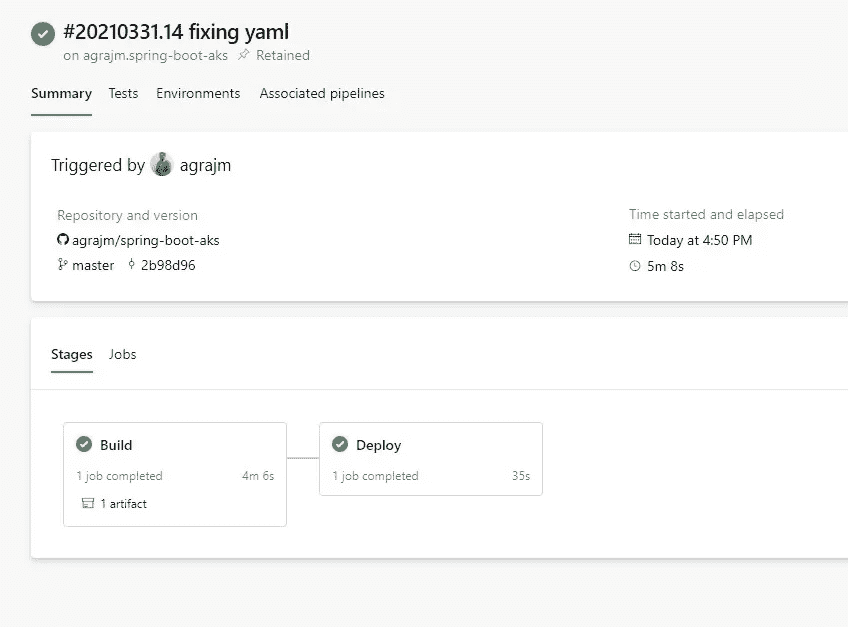 #20210331.14 fixing yaml
on agrajm.spring-boot-aks Retained
Summary Tests Environments Associated pipelines
Triggered by agrajm
Repository and version
agrajm/spring-boot-aks
master 2b98d96
Time started and elapsed
Today at 4:50 PM
5m 8s
Stages Jobs
Build
1 job completed 4m 6s
1 artifact
Deploy
1 job completed 35s